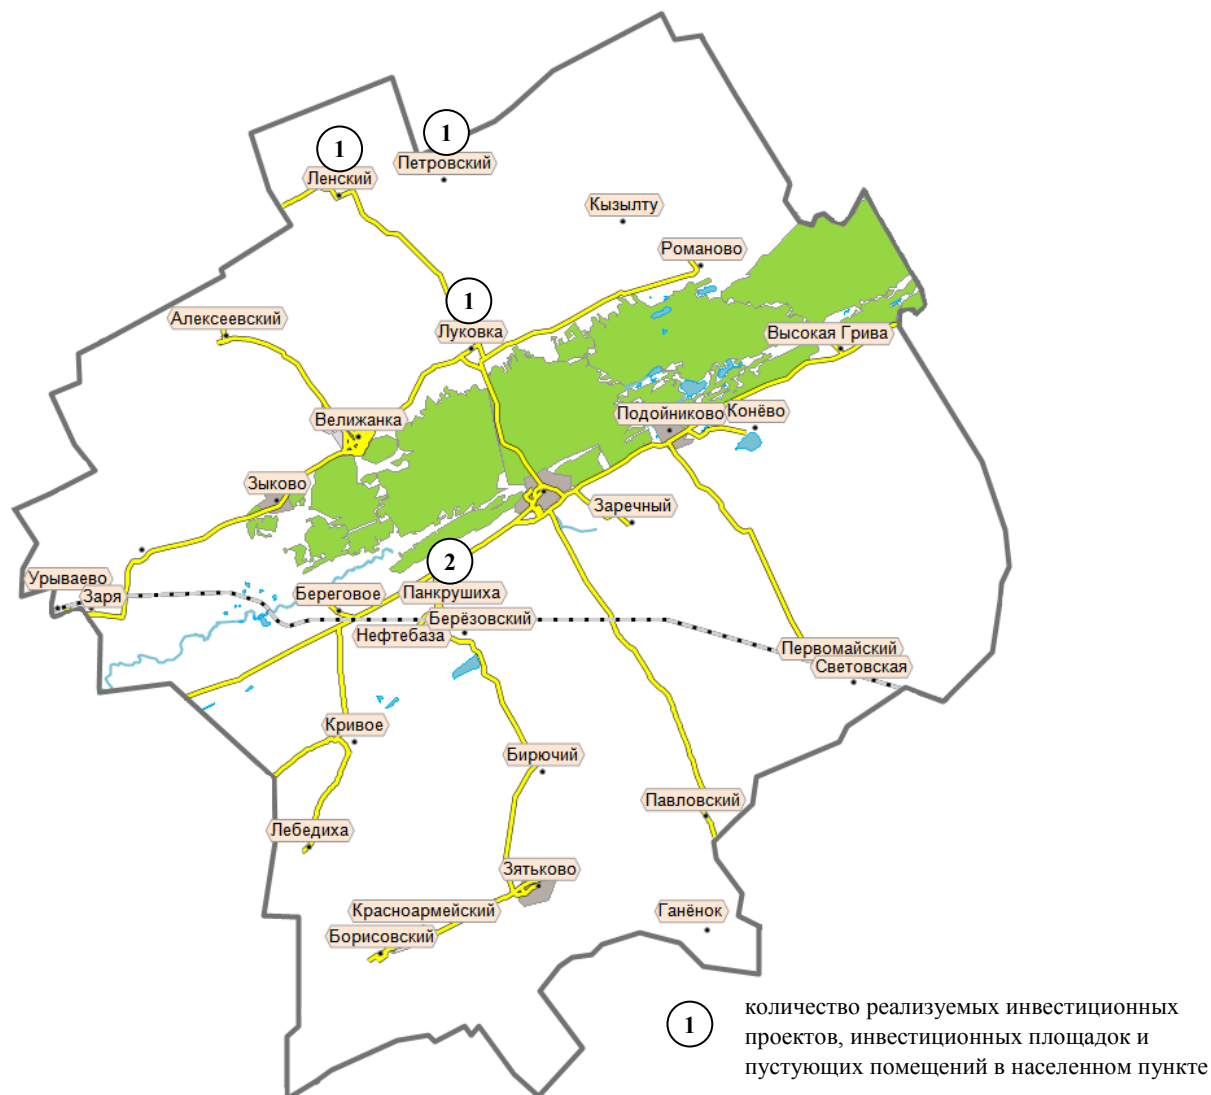 1
1
Петровский
Ленский
Кызылту
Романово
1
Алексеевский
Луковка
Высокая Грива
Велижанка
Подойниково
Конёво
Зыково
Заречный
2
Урываево
Заря
Береговое
Панкрушиха
Берёзовский
Нефтебаза
Первомайский
Световская
Кривое
Бирючий
Павловский
Лебедиха
Зятьково
Красноармейский
Ганёнок
Борисовский
1
количество реализуемых инвестиционных
проектов, инвестиционных площадок и
пустующих помещений в населенном пункте